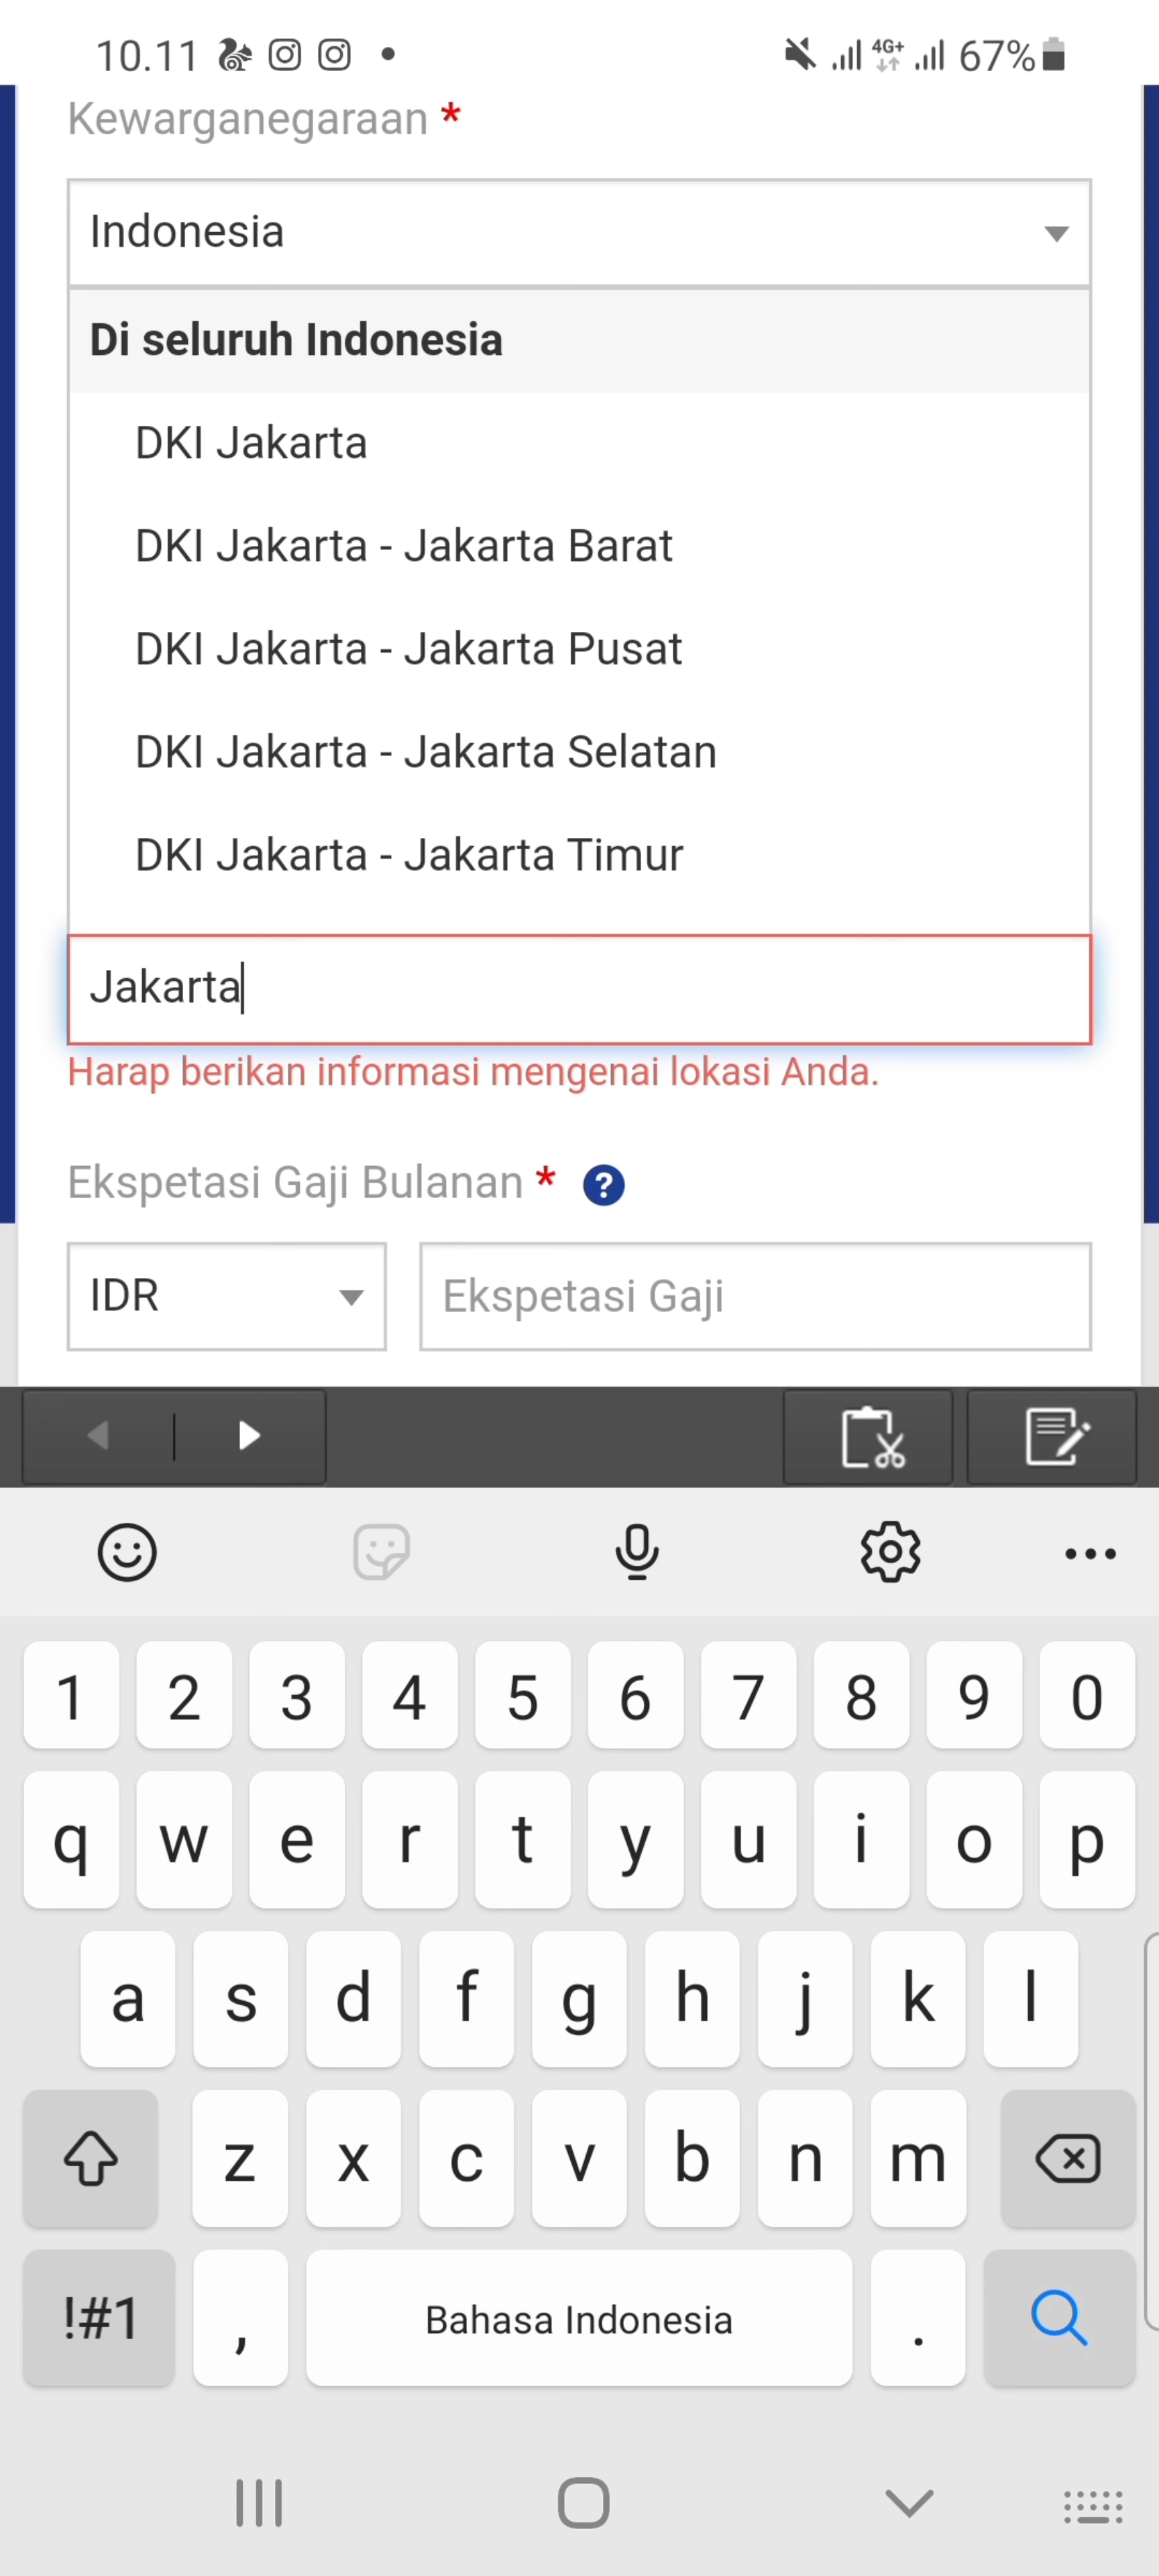 10.11 4G+ 67%
Kewarganegaraan *
Indonesia
Di seluruh Indonesia
DKI Jakarta
DKI Jakarta - Jakarta Barat
DKI Jakarta - Jakarta Pusat
DKI Jakarta - Jakarta Selatan
DKI Jakarta - Jakarta Timur
Jakarta
Harap berikan informasi mengenai lokasi Anda.
Ekspetasi Gaji Bulanan * ?
IDR Ekspetasi Gaji
1 2 3 4 5 6 7 8 9 0
q w e r t y u i o p
a s d f g h j k l
z x c v b n m
!#1 , Bahasa Indonesia .